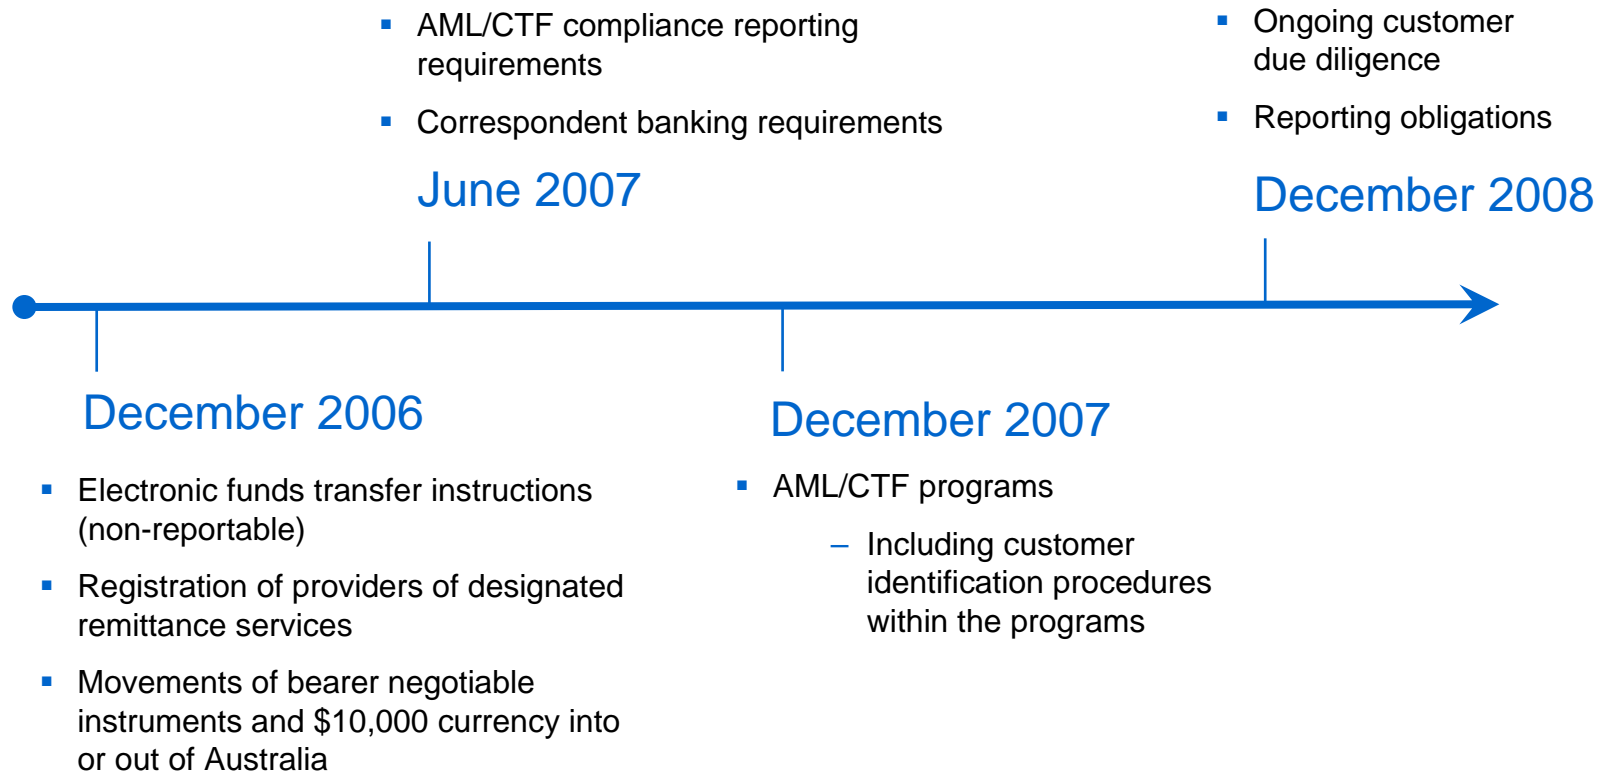 ▪ AML/CTF compliance reporting
requirements
▪ Correspondent banking requirements
June 2007
▪ Ongoing customer
due diligence
▪ Reporting obligations
December 2008
December 2006
▪ Electronic funds transfer instructions
(non-reportable)
▪ Registration of providers of designated
remittance services
▪ Movements of bearer negotiable
instruments and $10,000 currency into
or out of Australia
December 2007
▪ AML/CTF programs
– Including customer
identification procedures
within the programs